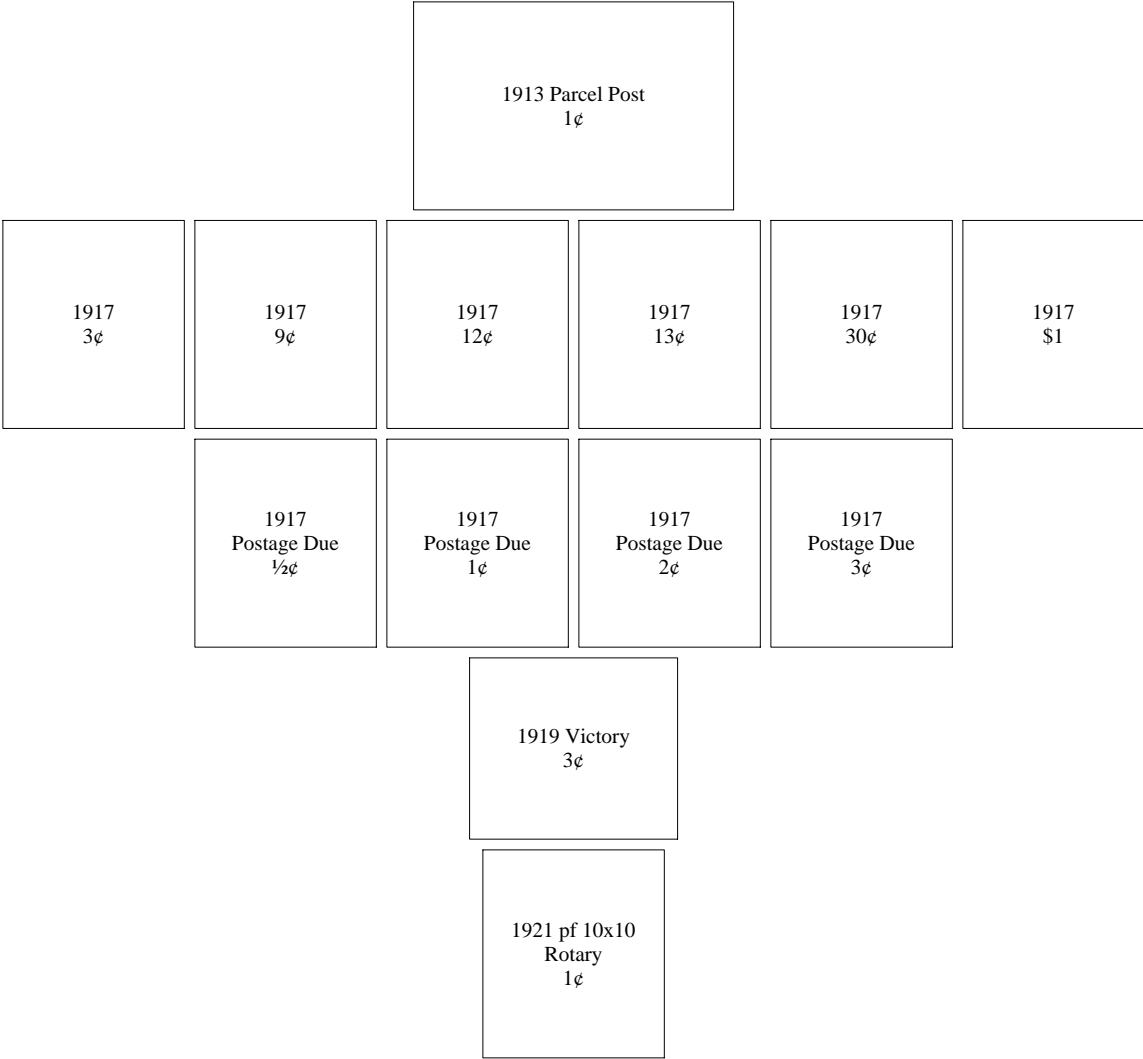 1913 Parcel Post
1¢
1917
3¢
1917
9¢
1917
12¢
1917
13¢
1917
30¢
1917
$1
1917
Postage Due
½¢
1917
Postage Due
1¢
1917
Postage Due
2¢
1917
Postage Due
3¢
1919 Victory
3¢
1921 pf 10x10
Rotary
1¢